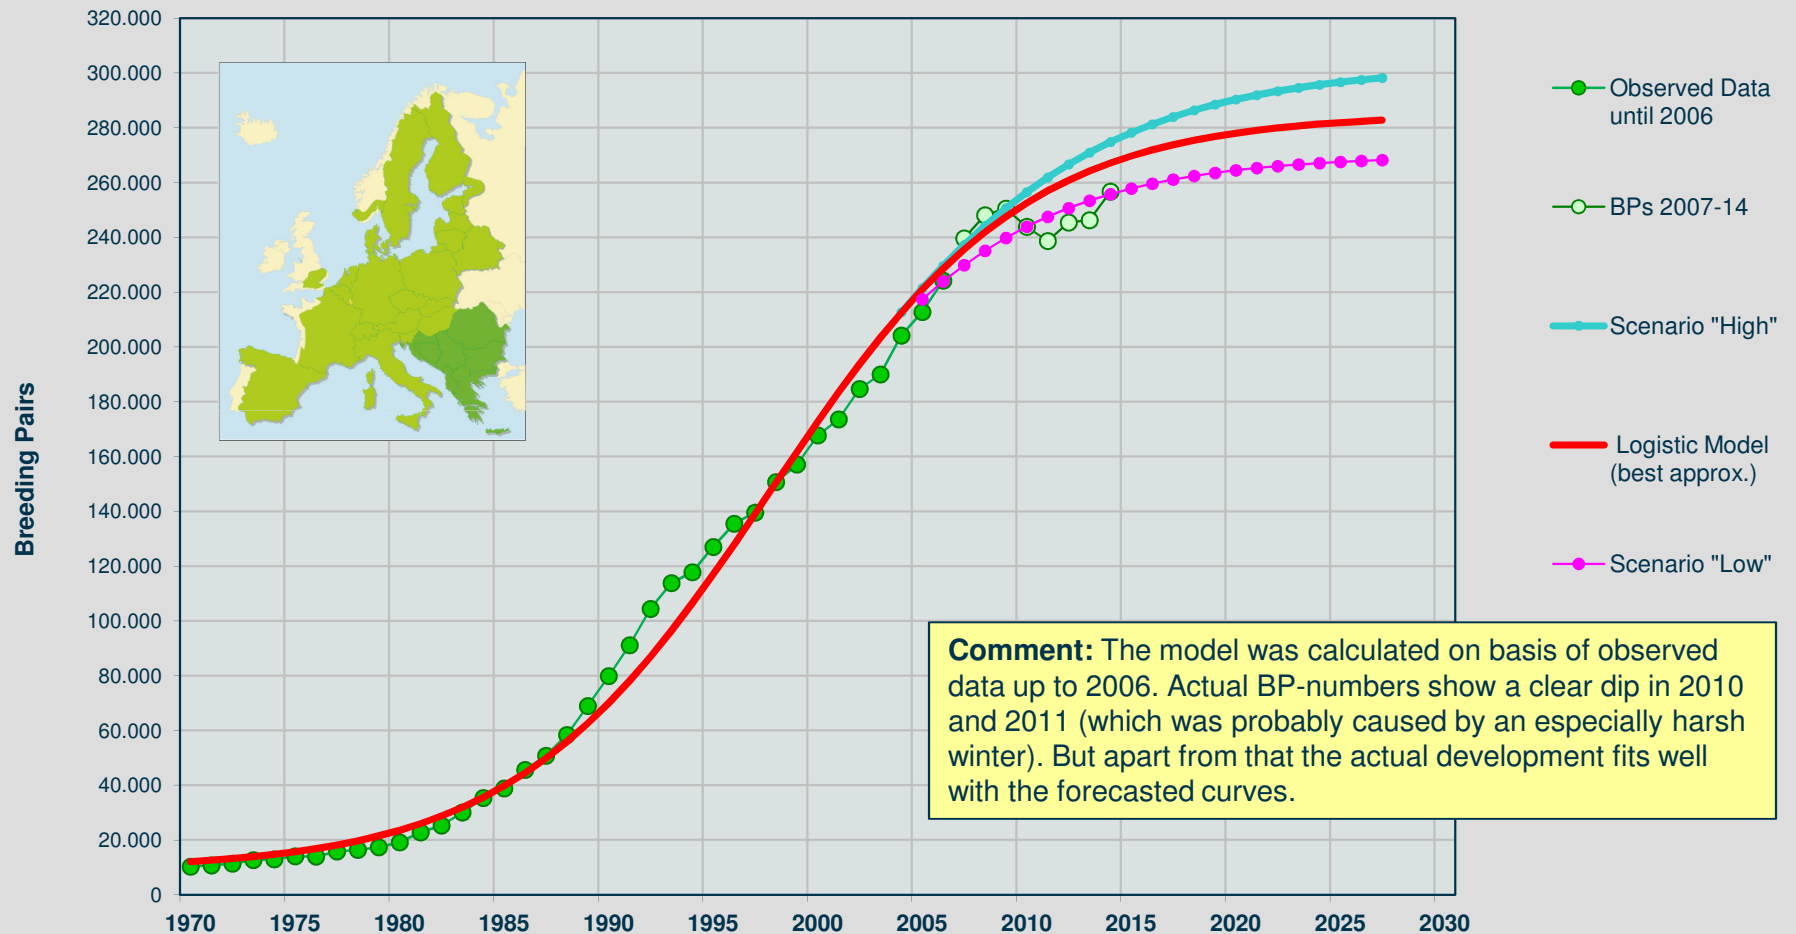 320.000
300.000
280.000
260.000
240.000
220.000
200.000
180.000
160.000
140.000
120.000
100.000
80.000
60.000
40.000
20.000
0
Breeding Pairs
1970 1975 1980 1985 1990 1995 2000 2005 2010 2015 2020 2025 2030
Observed Data
until 2006
BPs 2007-14
Scenario "High"
Logistic Model
(best approx.)
Scenario "Low"
Comment: The model was calculated on basis of observed
data up to 2006. Actual BP-numbers show a clear dip in 2010
and 2011 (which was probably caused by an especially harsh
winter). But apart from that the actual development fits well
with the forecasted curves.